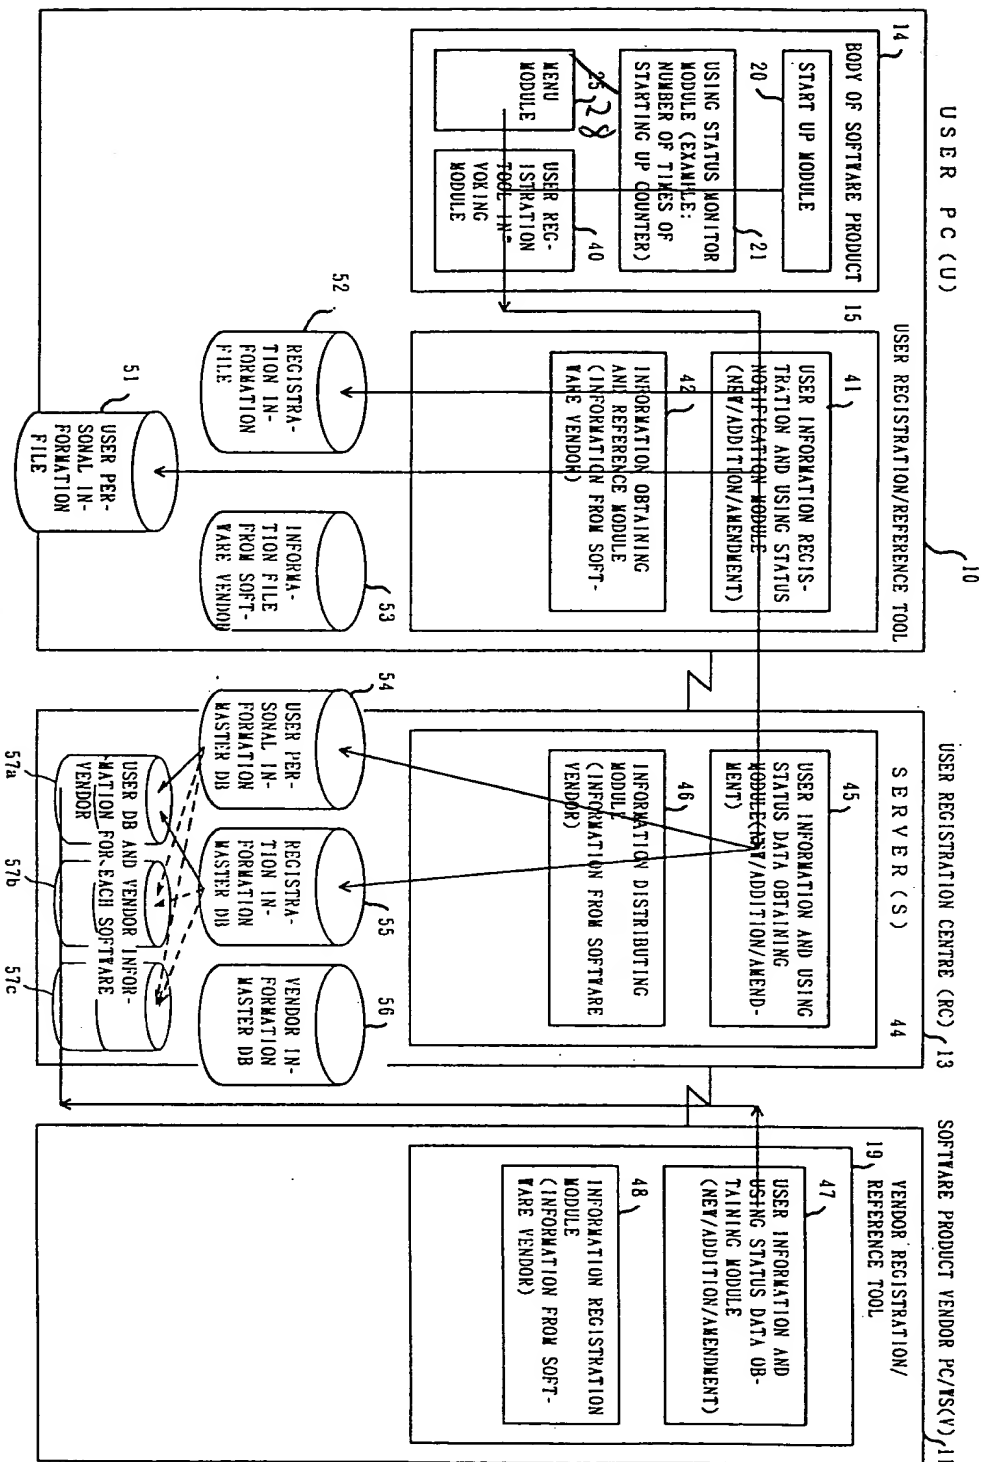 USER PC (U)
10
14
BODY OF SOFTWARE PRODUCT
START UP MODULE
20
USING STATUS MONITOR
MODULE (EXAMPLE:
NUMBER OF TIMES OF
STARTING UP COUNTER)
21
MENU
MODULE
25
28
USER REG-
ISTRATION
TOOL IN-
VOKING
MODULE
40
15
USER REGISTRATION/REFERENCE TOOL
41
USER INFORMATION REGIS-
TRATION AND USING STATUS
NOTIFICATION MODULE
(NEW/ADDITION/AMENDMENT)
42
INFORMATION OBTAINING
AND REFERENCE MODULE
(INFORMATION FROM SOFT-
WARE VENDOR)
52
REGISTRA-
TION IN-
FORMATION
FILE
51
USER PER-
SONAL IN-
FORMATION
FILE
53
INFORMA-
TION FILE
FROM SOFT-
WARE VENDOR
USER REGISTRATION CENTRE (RC)
13
SERVER (S)
44
45
USER INFORMATION AND USING
STATUS DATA OBTAINING
MODULE(NEW/ADDITION/AMEND-
MENT)
46
INFORMATION DISTRIBUTING
MODULE
(INFORMATION FROM SOFTWARE
VENDOR)
54
USER PER-
SONAL IN-
FORMATION
MASTER DB
55
REGISTRA-
TION IN-
FORMATION
MASTER DB
56
VENDOR IN-
FORMATION
MASTER DB
USER DB AND VENDOR INFOR-
MATION FOR EACH SOFTWARE
VENDOR
57a
57b
57c
SOFTWARE PRODUCT VENDOR PC/WS(V)
11
VENDOR REGISTRATION/
REFERENCE TOOL
19
47
USER INFORMATION AND
USING STATUS DATA OB-
TAINING MODULE
(NEW/ADDITION/AMENDMENT)
48
INFORMATION REGISTRATION
MODULE
(INFORMATION FROM SOFT-
WARE VENDOR)